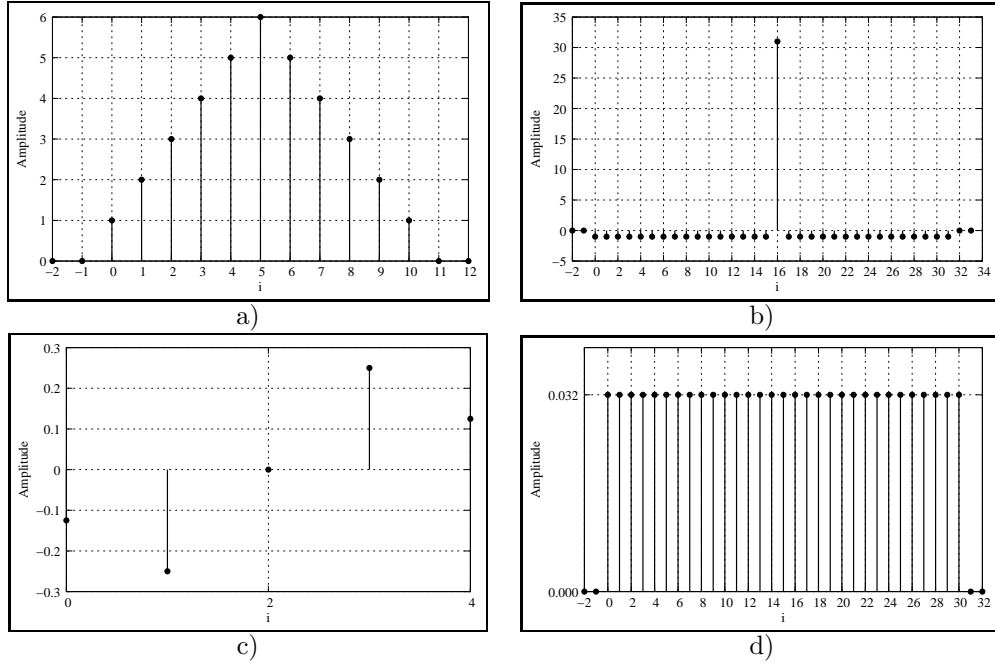 6
5
4
3
2
1
0
Amplitude
−2 −1 0 1 2 3 4 5 6 7 8 9 10 11 12
i
a)
35
30
25
20
15
10
5
0
−5
Amplitude
−2 0 2 4 6 8 10 12 14 16 18 20 22 24 26 28 30 32 34
i
b)
0.3
0.2
0.1
0
−0.1
−0.2
−0.3
Amplitude
0 2 4
i
c)
0.032
0.000
Amplitude
−2 0 2 4 6 8 10 12 14 16 18 20 22 24 26 28 30 32
i
d)